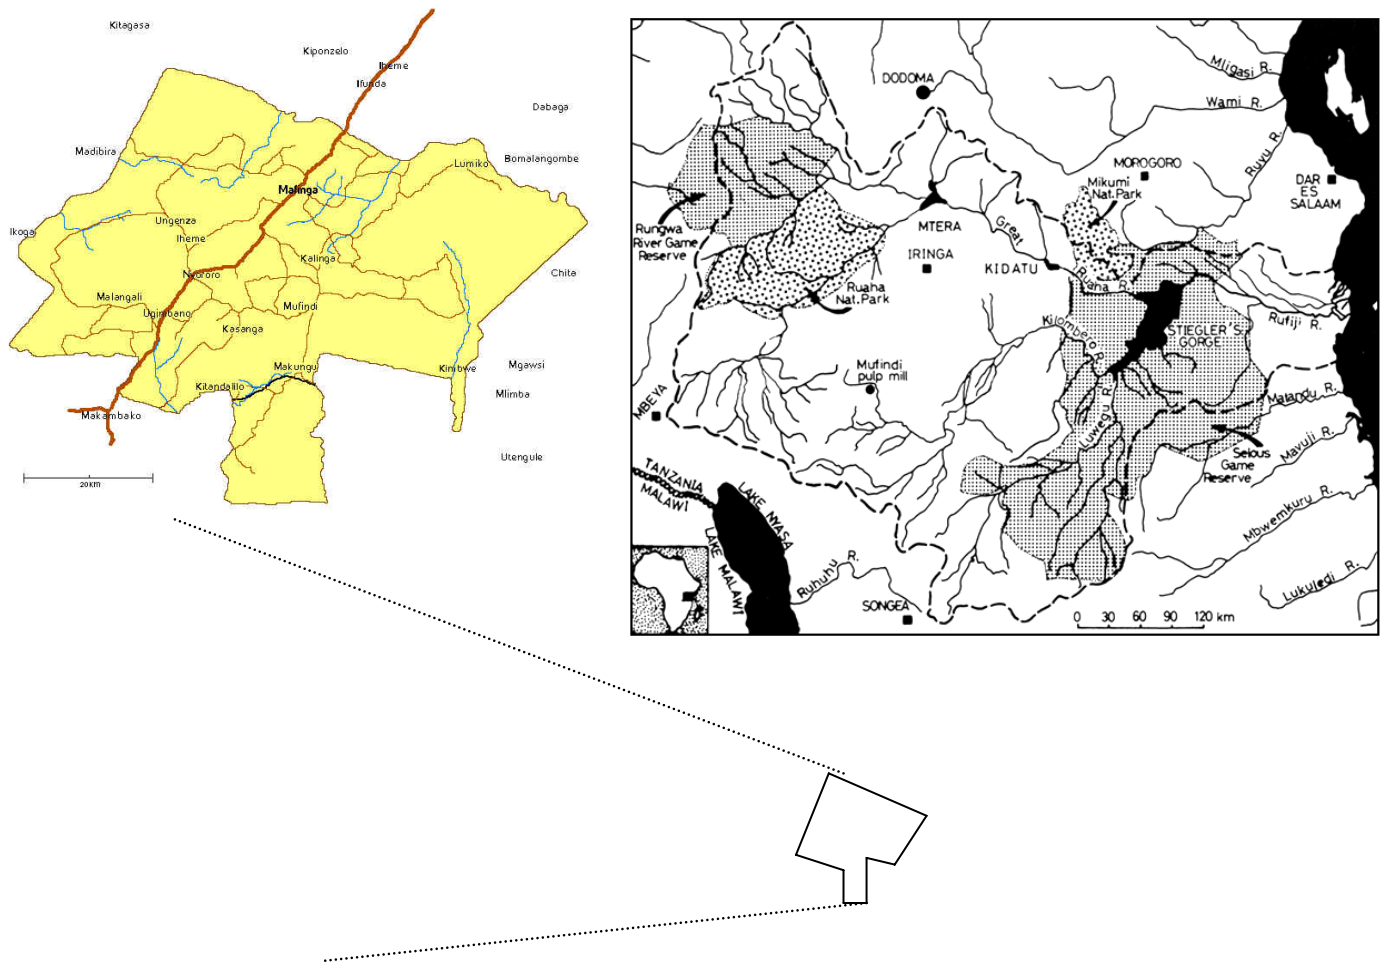 Kitagasa
Kiponzelo
Iheme
Ifunda
Dabaga
Madibira
Lumiko
Bomalangombe
Malinga
Ikoga
Ungenza
Iheme
Kalinga
Nyororo
Chita
Malangali
Mufindi
Ugimbano
Kasanga
Makungu
Kimbwe
Mgawsi
Kitandalilo
Mlimba
Makambako
Utengule
20km
DODOMA
Mligasi R.
Wami R.
Ruvu R.
MOROGORO
Mikumi
Nat. Park
DAR
ES
SALAAM
Rungwa
River Game
Reserve
MTERA
Great
IRINGA
KIDATU
Ruaha R.
Ruaha
Nat. Park
Kilombero R.
STIEGLER'S
GORGE
Rufiji R.
Mufindi
pulp mill
MBEYA
Luwegu R.
Matandu R.
Mavuji R.
Selous
Game
Reserve
TANZANIA
MALAWI
LAKE NYASA
LAKE MALAWI
Mbwemkuru R.
Ruhuhu R.
Lukuledi R.
SONGEA
0 30 60 90 120 km